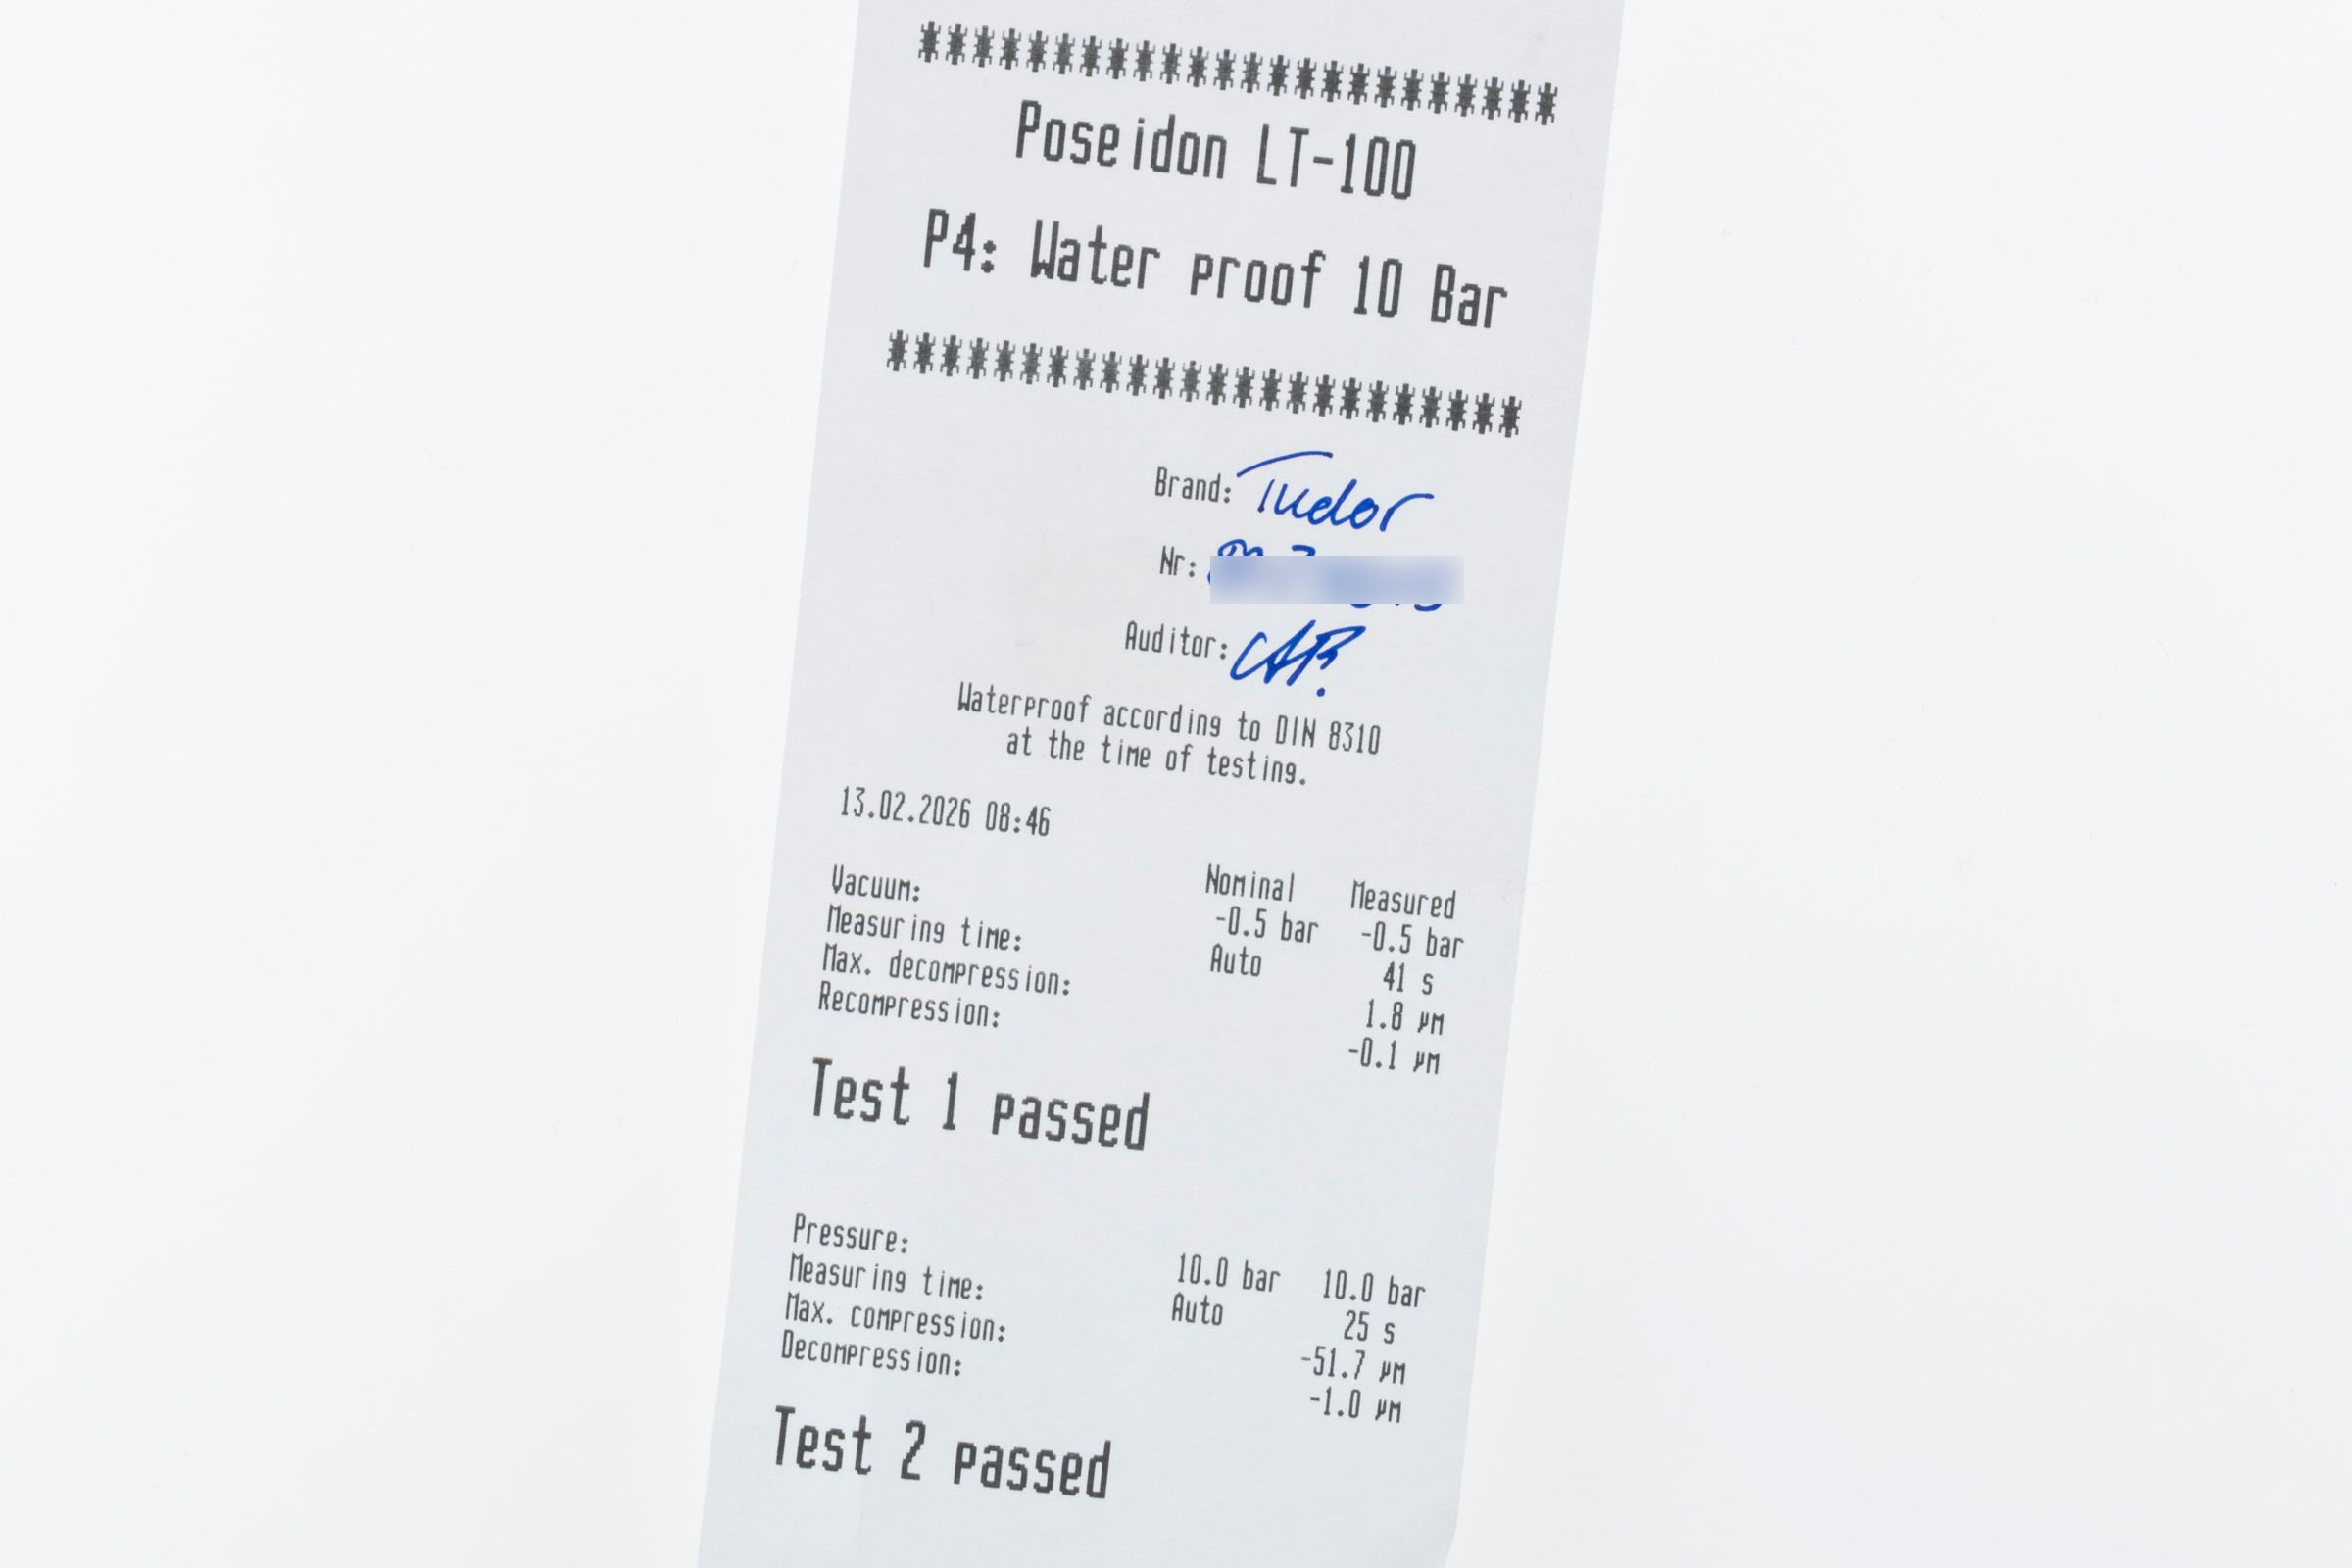 ************************
Poseidon LT-100
P4: Water proof 10 Bar
************************
Brand: Tudor
Nr:
Auditor:
Waterproof according to DIN 8310
at the time of testing.
13.02.2026 08:46
Nominal Measured
Vacuum: -0.5 bar -0.5 bar
Measuring time: Auto 41 s
Max. decompression: 1.8 µm
Recompression: -0.1 µm
Test 1 passed
Pressure: 10.0 bar 10.0 bar
Measuring time: Auto 25 s
Max. compression: -51.7 µm
Decompression: -1.0 µm
Test 2 passed